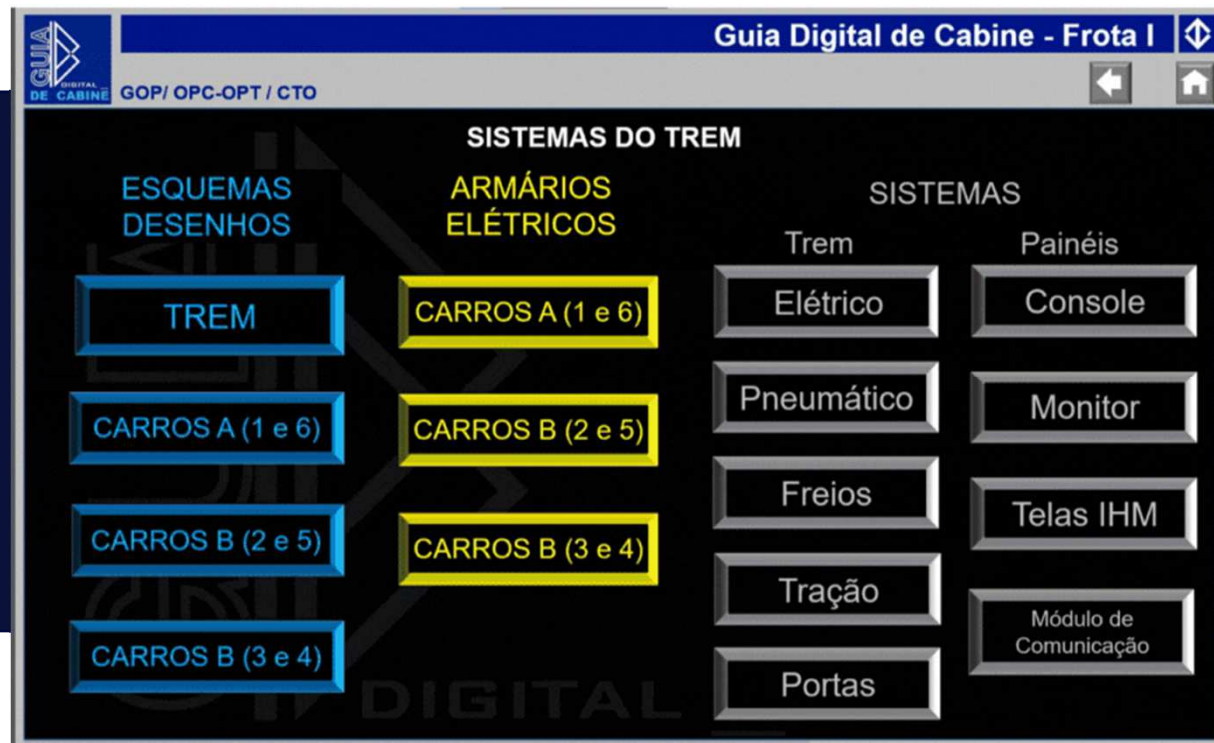 GUIA
DIGITAL
DE CABINE
Guia Digital de Cabine - Frota I
GOP/ OPC-OPT / CTO
SISTEMAS DO TREM
ESQUEMAS
DESENHOS
TREM
CARROS A (1 e 6)
CARROS B (2 e 5)
CARROS B (3 e 4)
ARMÁRIOS
ELÉTRICOS
CARROS A (1 e 6)
CARROS B (2 e 5)
CARROS B (3 e 4)
SISTEMAS
Trem
Elétrico
Pneumático
Freios
Tração
Portas
Painéis
Console
Monitor
Telas IHM
Módulo de
Comunicação
DIGITAL